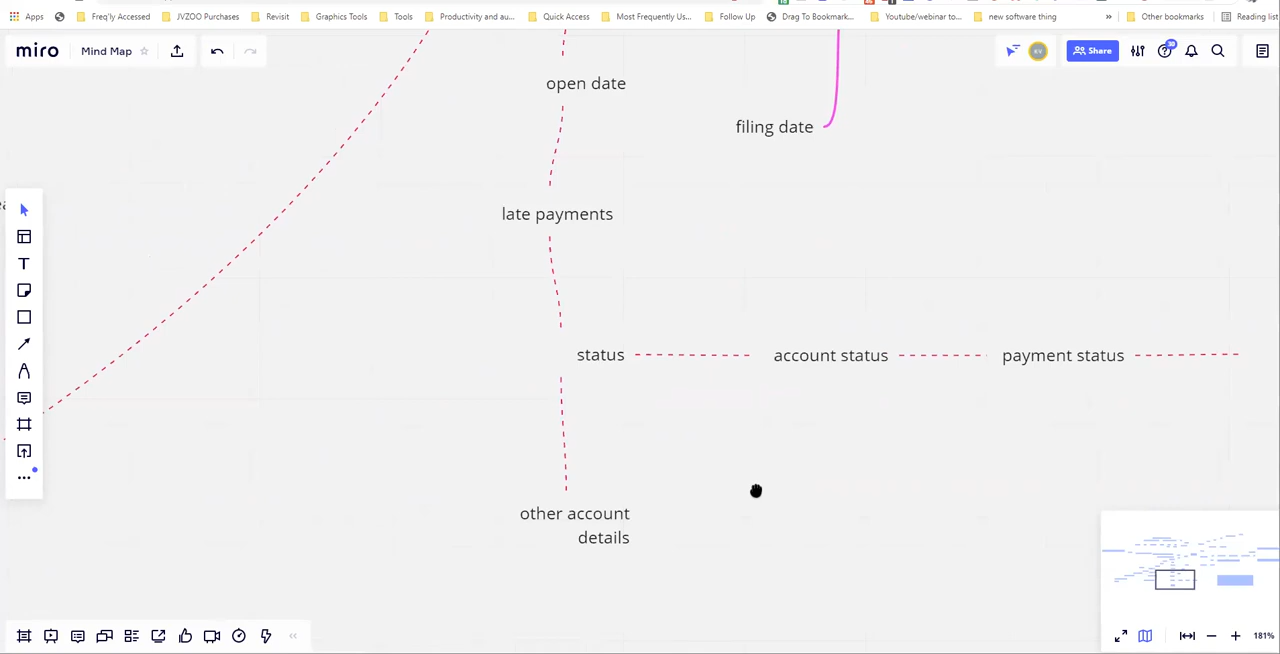 Apps
Freq'ly Accessed
JVZOO Purchases
Revisit
Graphics Tools
Tools
Productivity and au...
Quick Access
Most Frequently Us...
Follow Up
Drag To Bookmark...
Youtube/webinar to...
new software thing
»
Other bookmarks
Reading list
miro
Mind Map
Share
30
open date
filing date
late payments
status
account status
payment status
other account
details
181%